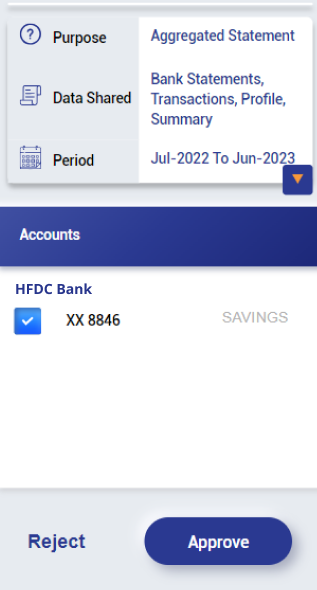 Purpose
Aggregated Statement
Data Shared
Bank Statements,
Transactions, Profile,
Summary
Period
Jul-2022 To Jun-2023
Accounts
HFDC Bank
XX 8846
SAVINGS
Reject
Approve